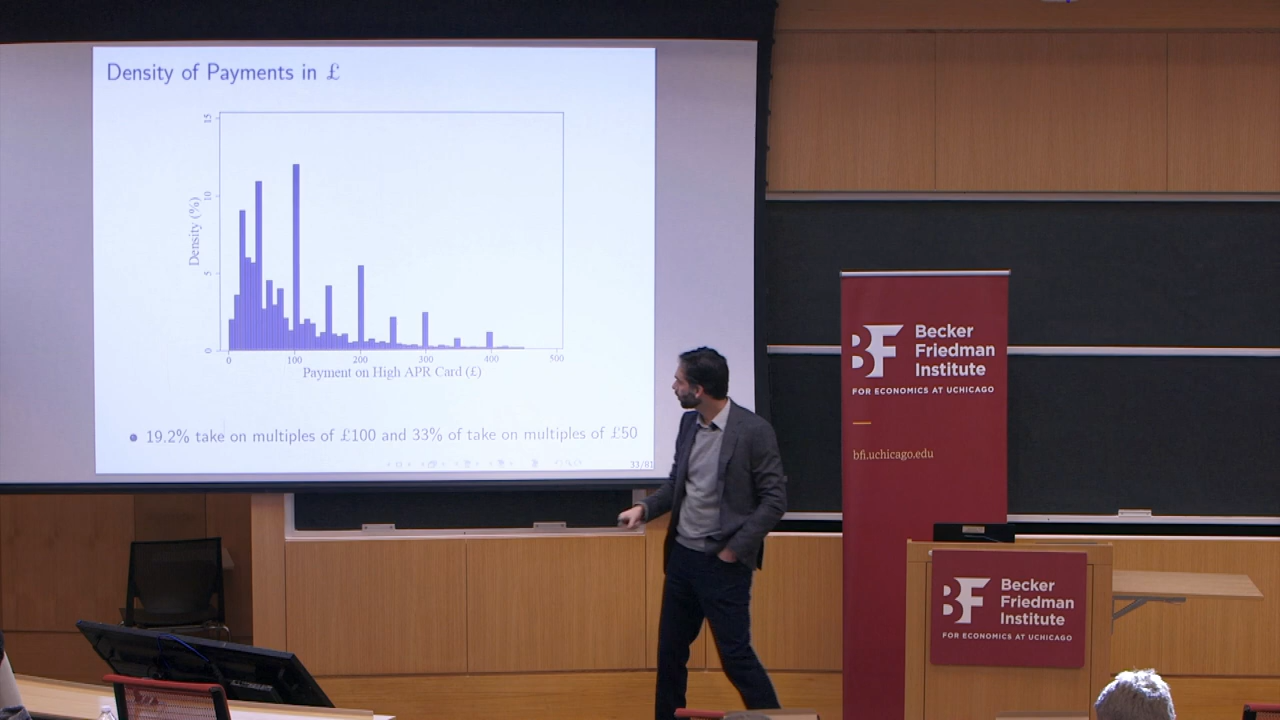 Density of Payments in £
15
10
5
0
Density (%)
0 100 200 300 400 500
Payment on High APR Card (£)
19.2% take on multiples of £100 and 33% of take on multiples of £50
33/81
BF
Becker
Friedman
Institute
FOR ECONOMICS AT UCHICAGO
bfi.uchicago.edu
BF
Becker
Friedman
Institute
FOR ECONOMICS AT UCHICAGO